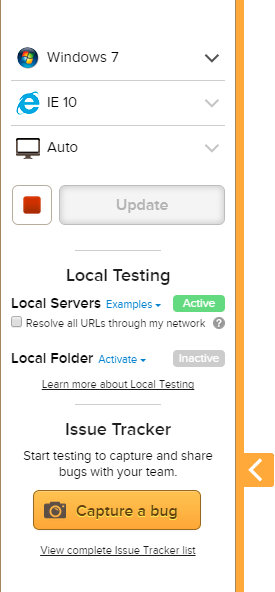 Windows 7
IE 10
Auto
Update
Local Testing
Local Servers Examples Active
Resolve all URLs through my network ?
Local Folder Activate Inactive
Learn more about Local Testing
Issue Tracker
Start testing to capture and share
bugs with your team.
Capture a bug
View complete Issue Tracker list